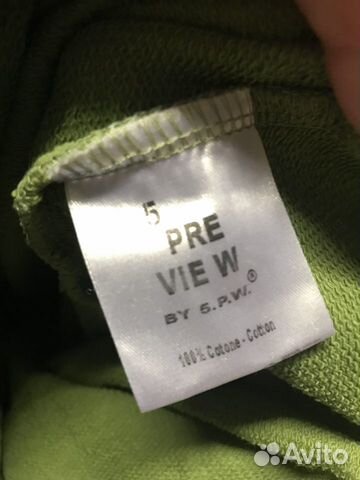 5
PRE
VIE W
BY 5.P.W.®
100% Cotone - Cotton
Avito